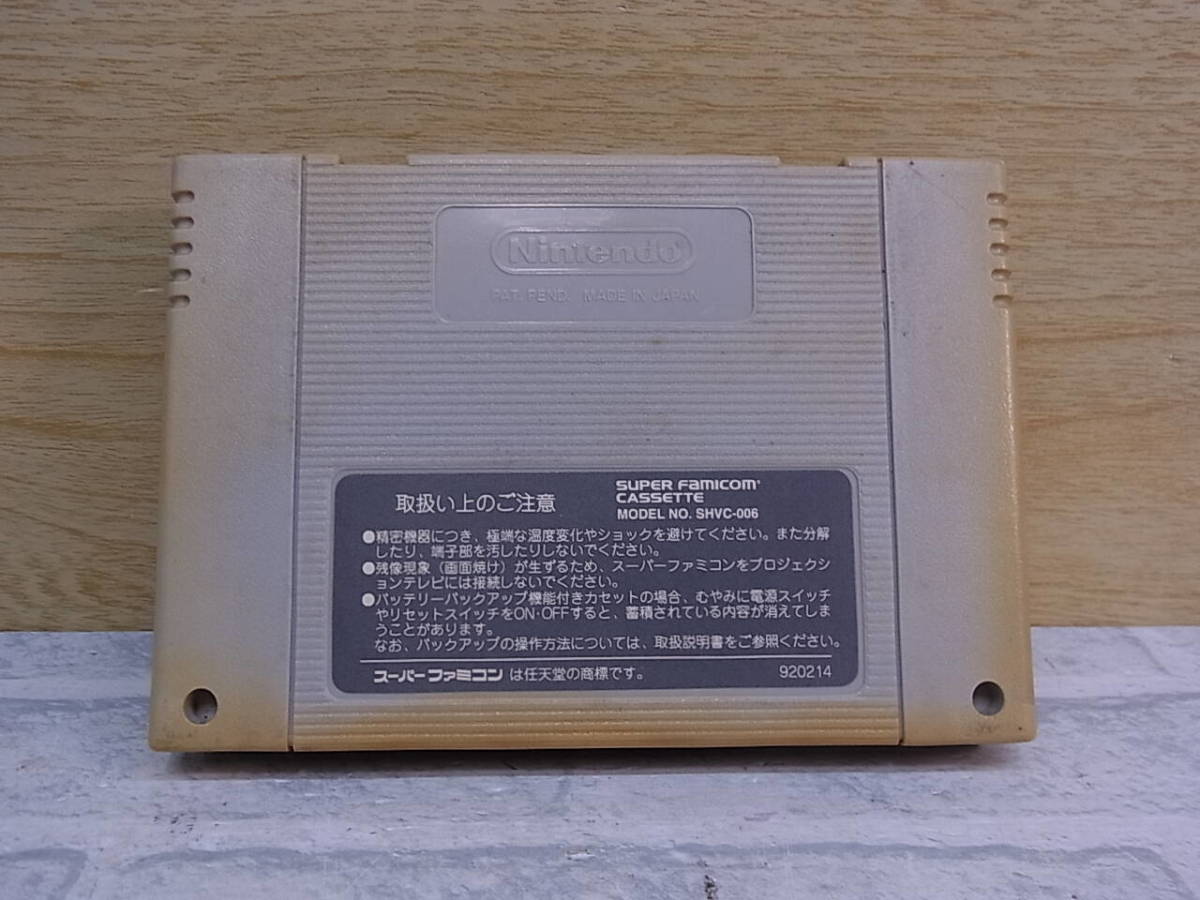 Nintendo®
PAT. PEND. MADE IN JAPAN
取扱い上のご注意
SUPER FAMICOM®
CASSETTE
MODEL NO. SHVC-006
●精密機器につき、極端な温度変化やショックを避けてください。また分解
したり、端子部を汚したりしないでください。
●残像現象（画面焼け）が生ずるため、スーパーファミコンをプロジェクシ
ョンテレビには接続しないでください。
●バッテリーバックアップ機能付きカセットの場合、むやみに電源スイッチ
やリセットスイッチをON・OFFすると、蓄積されている内容が消えてしま
うことがあります。
なお、バックアップの操作方法については、取扱説明書をご参照ください。
スーパーファミコンは任天堂の商標です。
920214